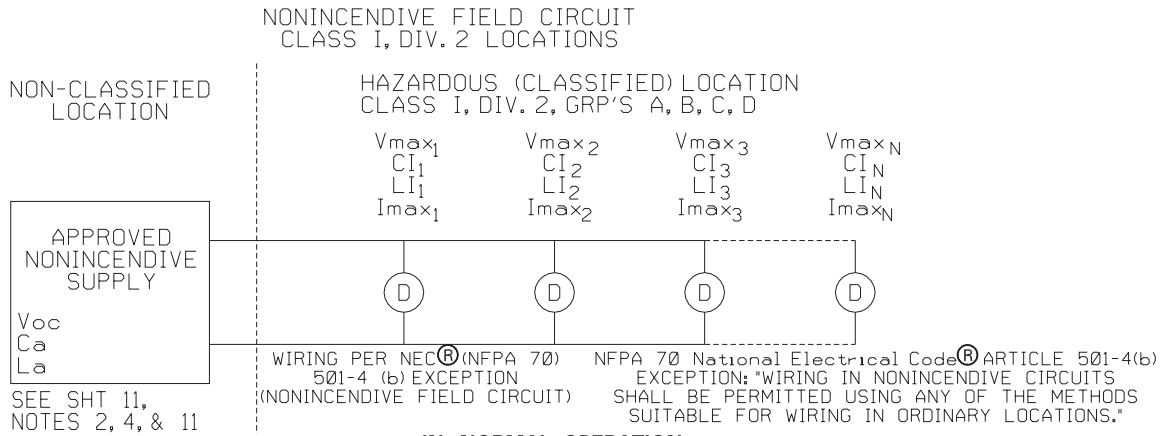 NONINCENDIVE FIELD CIRCUIT
CLASS I, DIV. 2 LOCATIONS
NON-CLASSIFIED
LOCATION
HAZARDOUS (CLASSIFIED) LOCATION
CLASS I, DIV. 2, GRP'S A, B, C, D
Vmax1 Vmax2 Vmax3 VmaxN
CI1 CI2 CI3 CIN
LI1 LI2 LI3 LIN
Imax1 Imax2 Imax3 ImaxN
APPROVED
NONINCENDIVE
SUPPLY
Voc
Ca
La
D D D D
SEE SHT 11,
NOTES 2, 4, & 11
WIRING PER NEC® (NFPA 70)
501-4 (b) EXCEPTION
(NONINCENDIVE FIELD CIRCUIT)
NFPA 70 National Electrical Code® ARTICLE 501-4(b)
EXCEPTION: "WIRING IN NONINCENDIVE CIRCUITS
SHALL BE PERMITTED USING ANY OF THE METHODS
SUITABLE FOR WIRING IN ORDINARY LOCATIONS."
IN NORMAL OPERATION